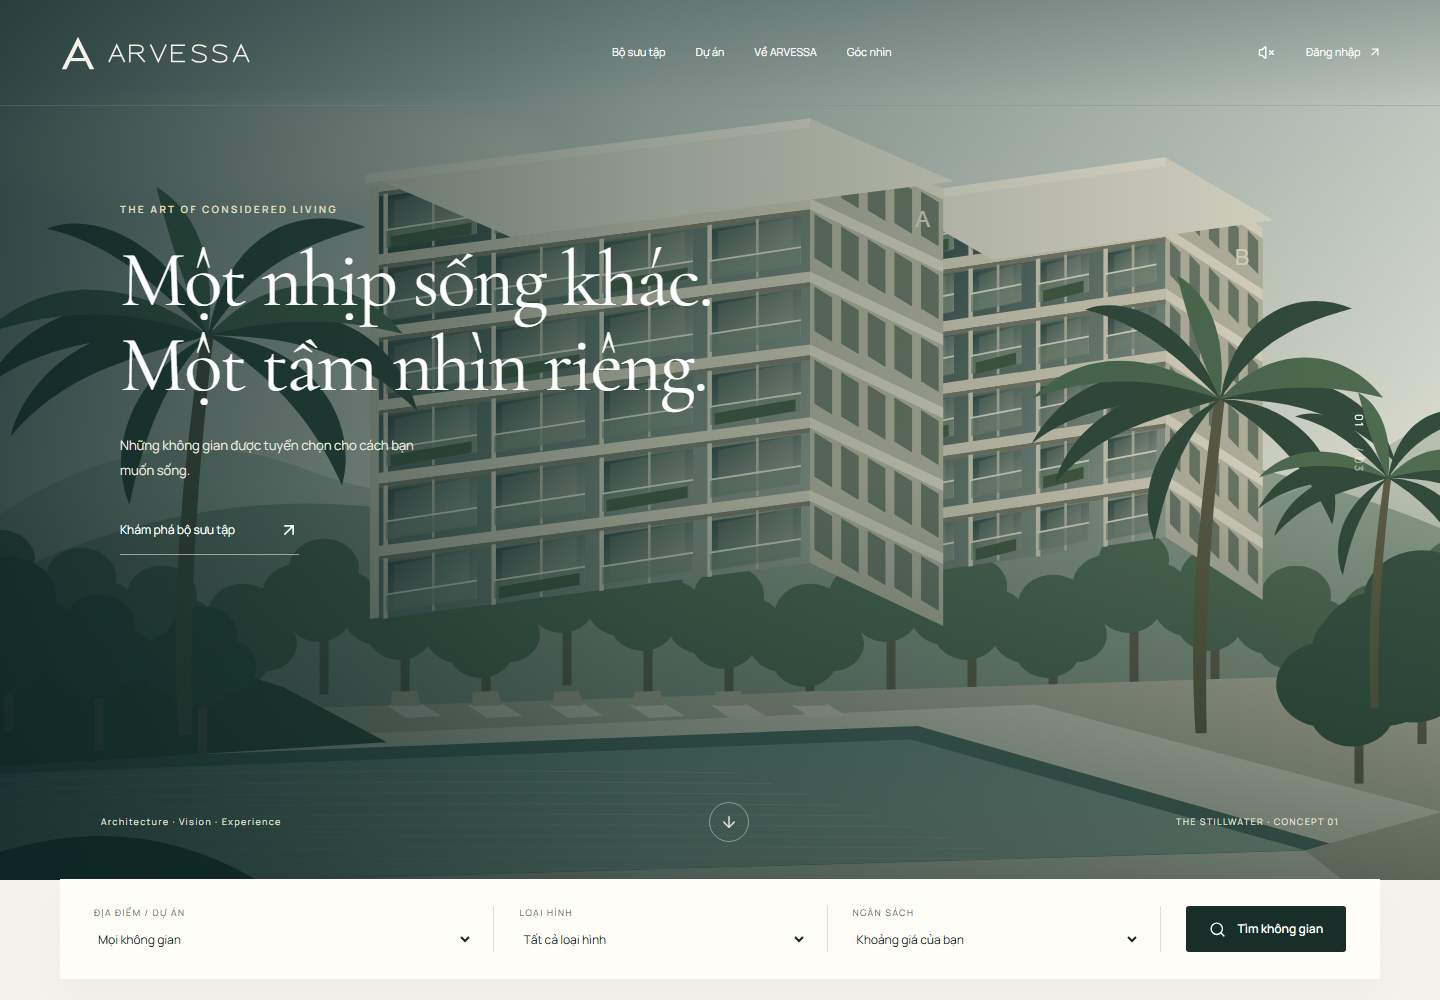 A ARVESSA
Bộ sưu tập
Dự án
Về ARVESSA
Góc nhìn
Đăng nhập
THE ART OF CONSIDERED LIVING
Một nhịp sống khác.
Một tầm nhìn riêng.
Những không gian được tuyển chọn cho cách bạn
muốn sống.
Khám phá bộ sưu tập
A
B
01 / 03
Architecture · Vision · Experience
THE STILLWATER · CONCEPT 01
ĐỊA ĐIỂM / DỰ ÁN
Mọi không gian
LOẠI HÌNH
Tất cả loại hình
NGÂN SÁCH
Khoảng giá của bạn
Tìm không gian